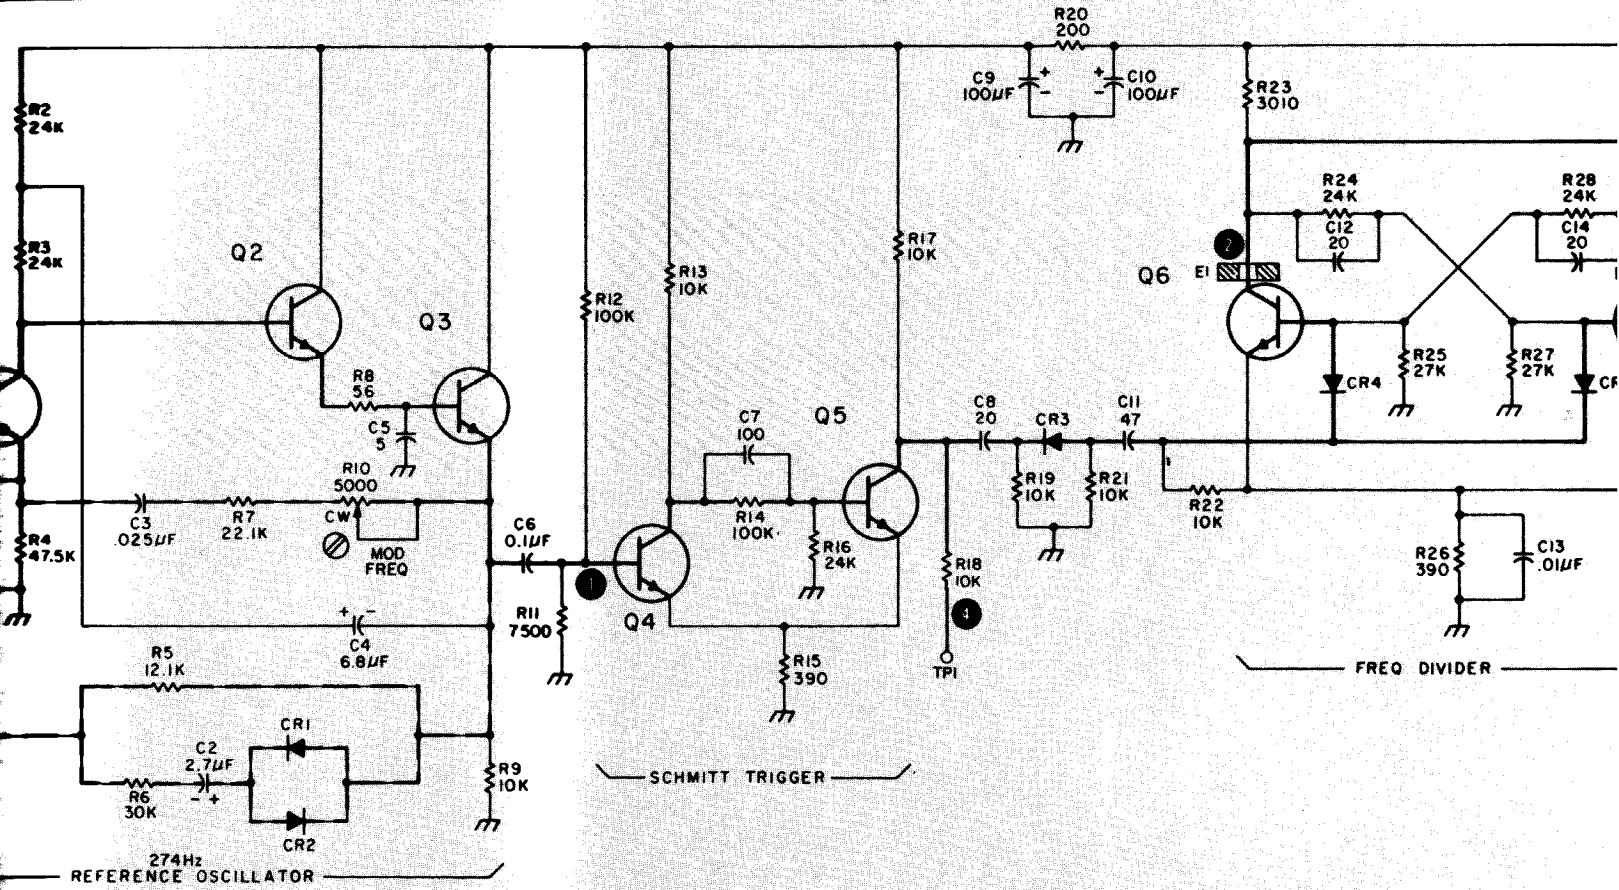 R20
200
C9
100µF
+
-
+
-
C10
100µF
R23
3010
R2
24K
R24
24K
C12
20
R28
24K
C14
20
R3
24K
Q2
R17
10K
2
E1
Q6
R13
10K
R12
100K
Q3
R8
56
C5
5
R25
27K
R27
27K
CR4
CR
C7
100
Q5
C8
20
CR3
C11
47
R10
5000
CW
MOD
FREQ
C3
.025µF
R7
22.1K
R4
47.5K
C6
0.1µF
R14
100K
R16
24K
R19
10K
R21
10K
R22
10K
R18
10K
R26
390
C13
.01µF
1
R11
7500
Q4
4
TP1
+ -
C4
6.8µF
R5
12.1K
R15
390
FREQ DIVIDER
CR1
C2
2.7µF
- +
R6
30K
CR2
R9
10K
SCHMITT TRIGGER
274Hz
REFERENCE OSCILLATOR